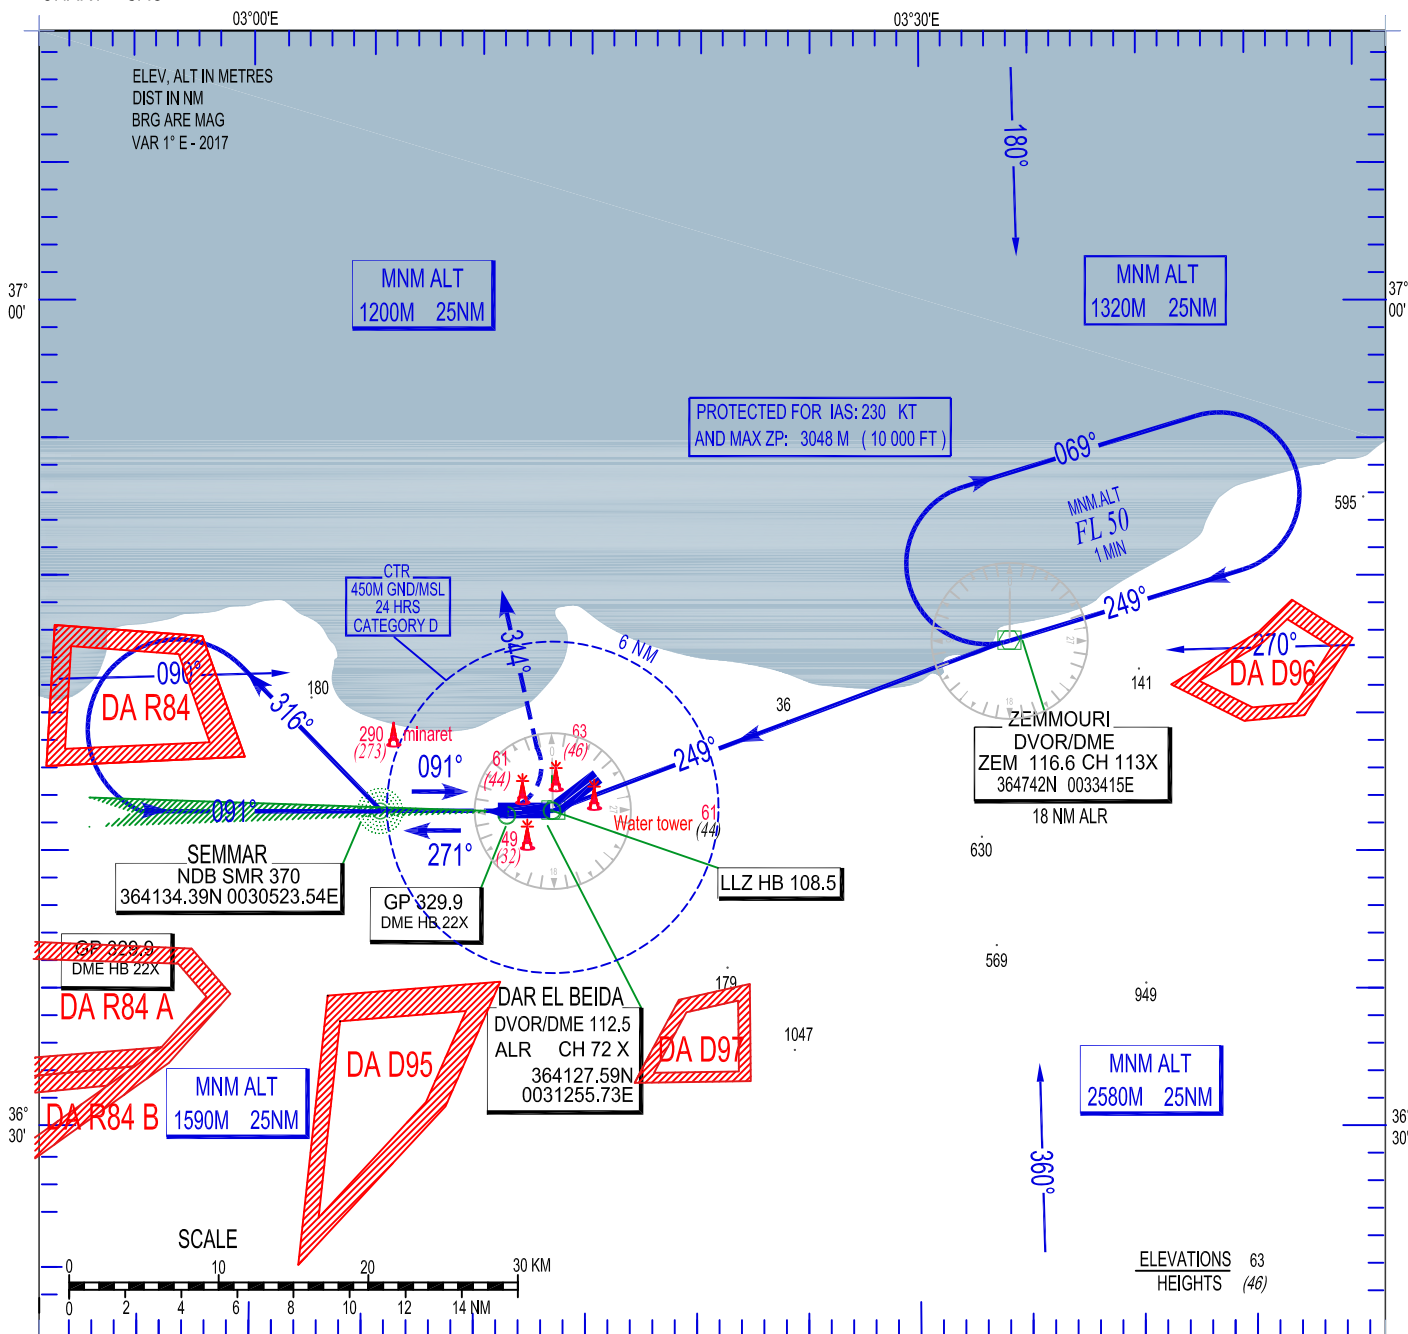 03°00'E
03°30'E
ELEV, ALT IN METRES
DIST IN NM
BRG ARE MAG
VAR 1° E - 2017
180°
37°
00'
MNM ALT
1200M 25NM
MNM ALT
1320M 25NM
37°
00'
PROTECTED FOR IAS: 230 KT
AND MAX ZP: 3048 M ( 10 000 FT )
069°
MNM.ALT
FL 50
1 MIN
595
CTR
450M GND/MSL
24 HRS
CATEGORY D
249°
344°
6 NM
27
18
090°
DA R84
180
316°
270°
DA D96
141
36
290
(273)
minaret
63
(46)
61
(44)
091°
249°
ZEMMOURI
DVOR/DME
ZEM 116.6 CH 113X
364742N 0033415E
18 NM ALR
091°
0
27
18
Water tower
61
(44)
271°
49
(32)
SEMMAR
NDB SMR 370
364134.39N 0030523.54E
GP 329.9
DME HB 22X
LLZ HB 108.5
630
GP 329.9
DME HB 22X
569
179
949
DA R84 A
DAR EL BEIDA
DVOR/DME 112.5
ALR CH 72 X
364127.59N
0031255.73E
1047
DA D97
DA D95
MNM ALT
1590M 25NM
MNM ALT
2580M 25NM
DA R84 B
36°
30'
36°
30'
360°
SCALE
0 10 20 30 KM
0 2 4 6 8 10 12 14 NM
ELEVATIONS 63
HEIGHTS (46)